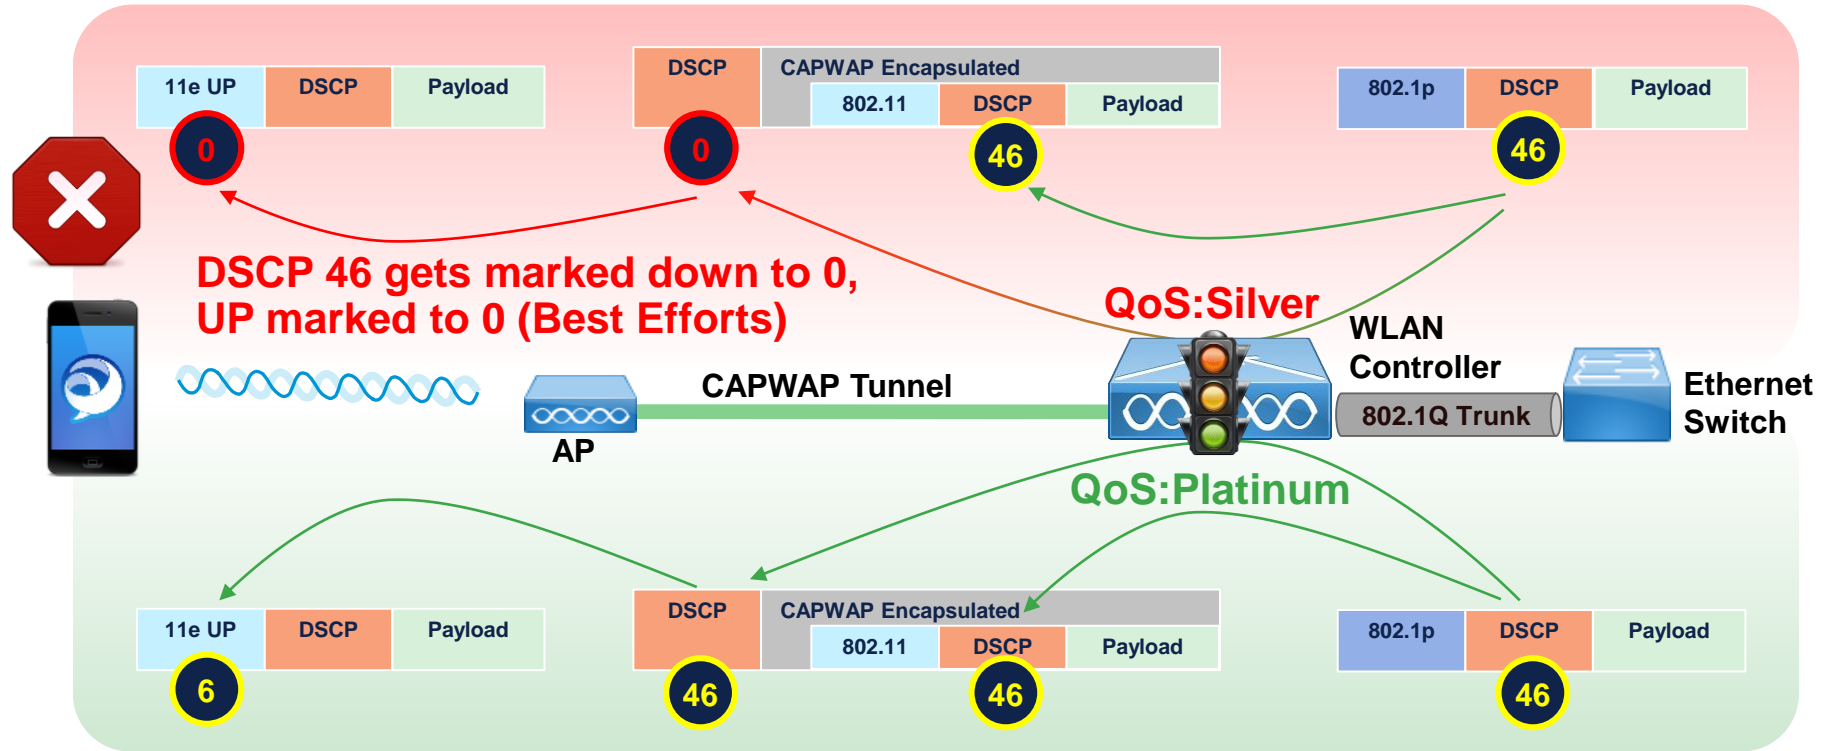 11e UP DSCP Payload
DSCP CAPWAP Encapsulated
802.11 DSCP Payload
802.1p DSCP Payload
0
0
46
46
DSCP 46 gets marked down to 0,
UP marked to 0 (Best Efforts)
QoS:Silver
WLAN
Controller
CAPWAP Tunnel
802.1Q Trunk
Ethernet
Switch
AP
QoS:Platinum
11e UP DSCP Payload
DSCP CAPWAP Encapsulated
802.11 DSCP Payload
802.1p DSCP Payload
6
46
46
46